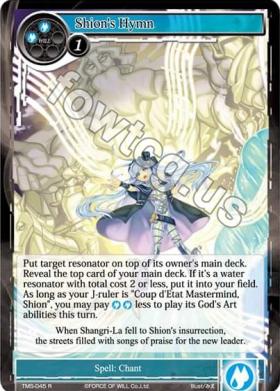 Shion's Hymn
WILL
1
fowtcg.us
Put target resonator on top of its owner's main deck.
Reveal the top card of your main deck. If it's a water
resonator with total cost 2 or less, put it into your field.
As long as your J-ruler is "Coup d'Etat Mastermind,
Shion", you may pay less to play its God's Art
abilities this turn.
When Shangri-La fell to Shion's insurrection,
the streets filled with songs of praise for the new leader.
Spell: Chant
TMS-045 R
©FORCE OF WILL Co.,Ltd.
Illust/